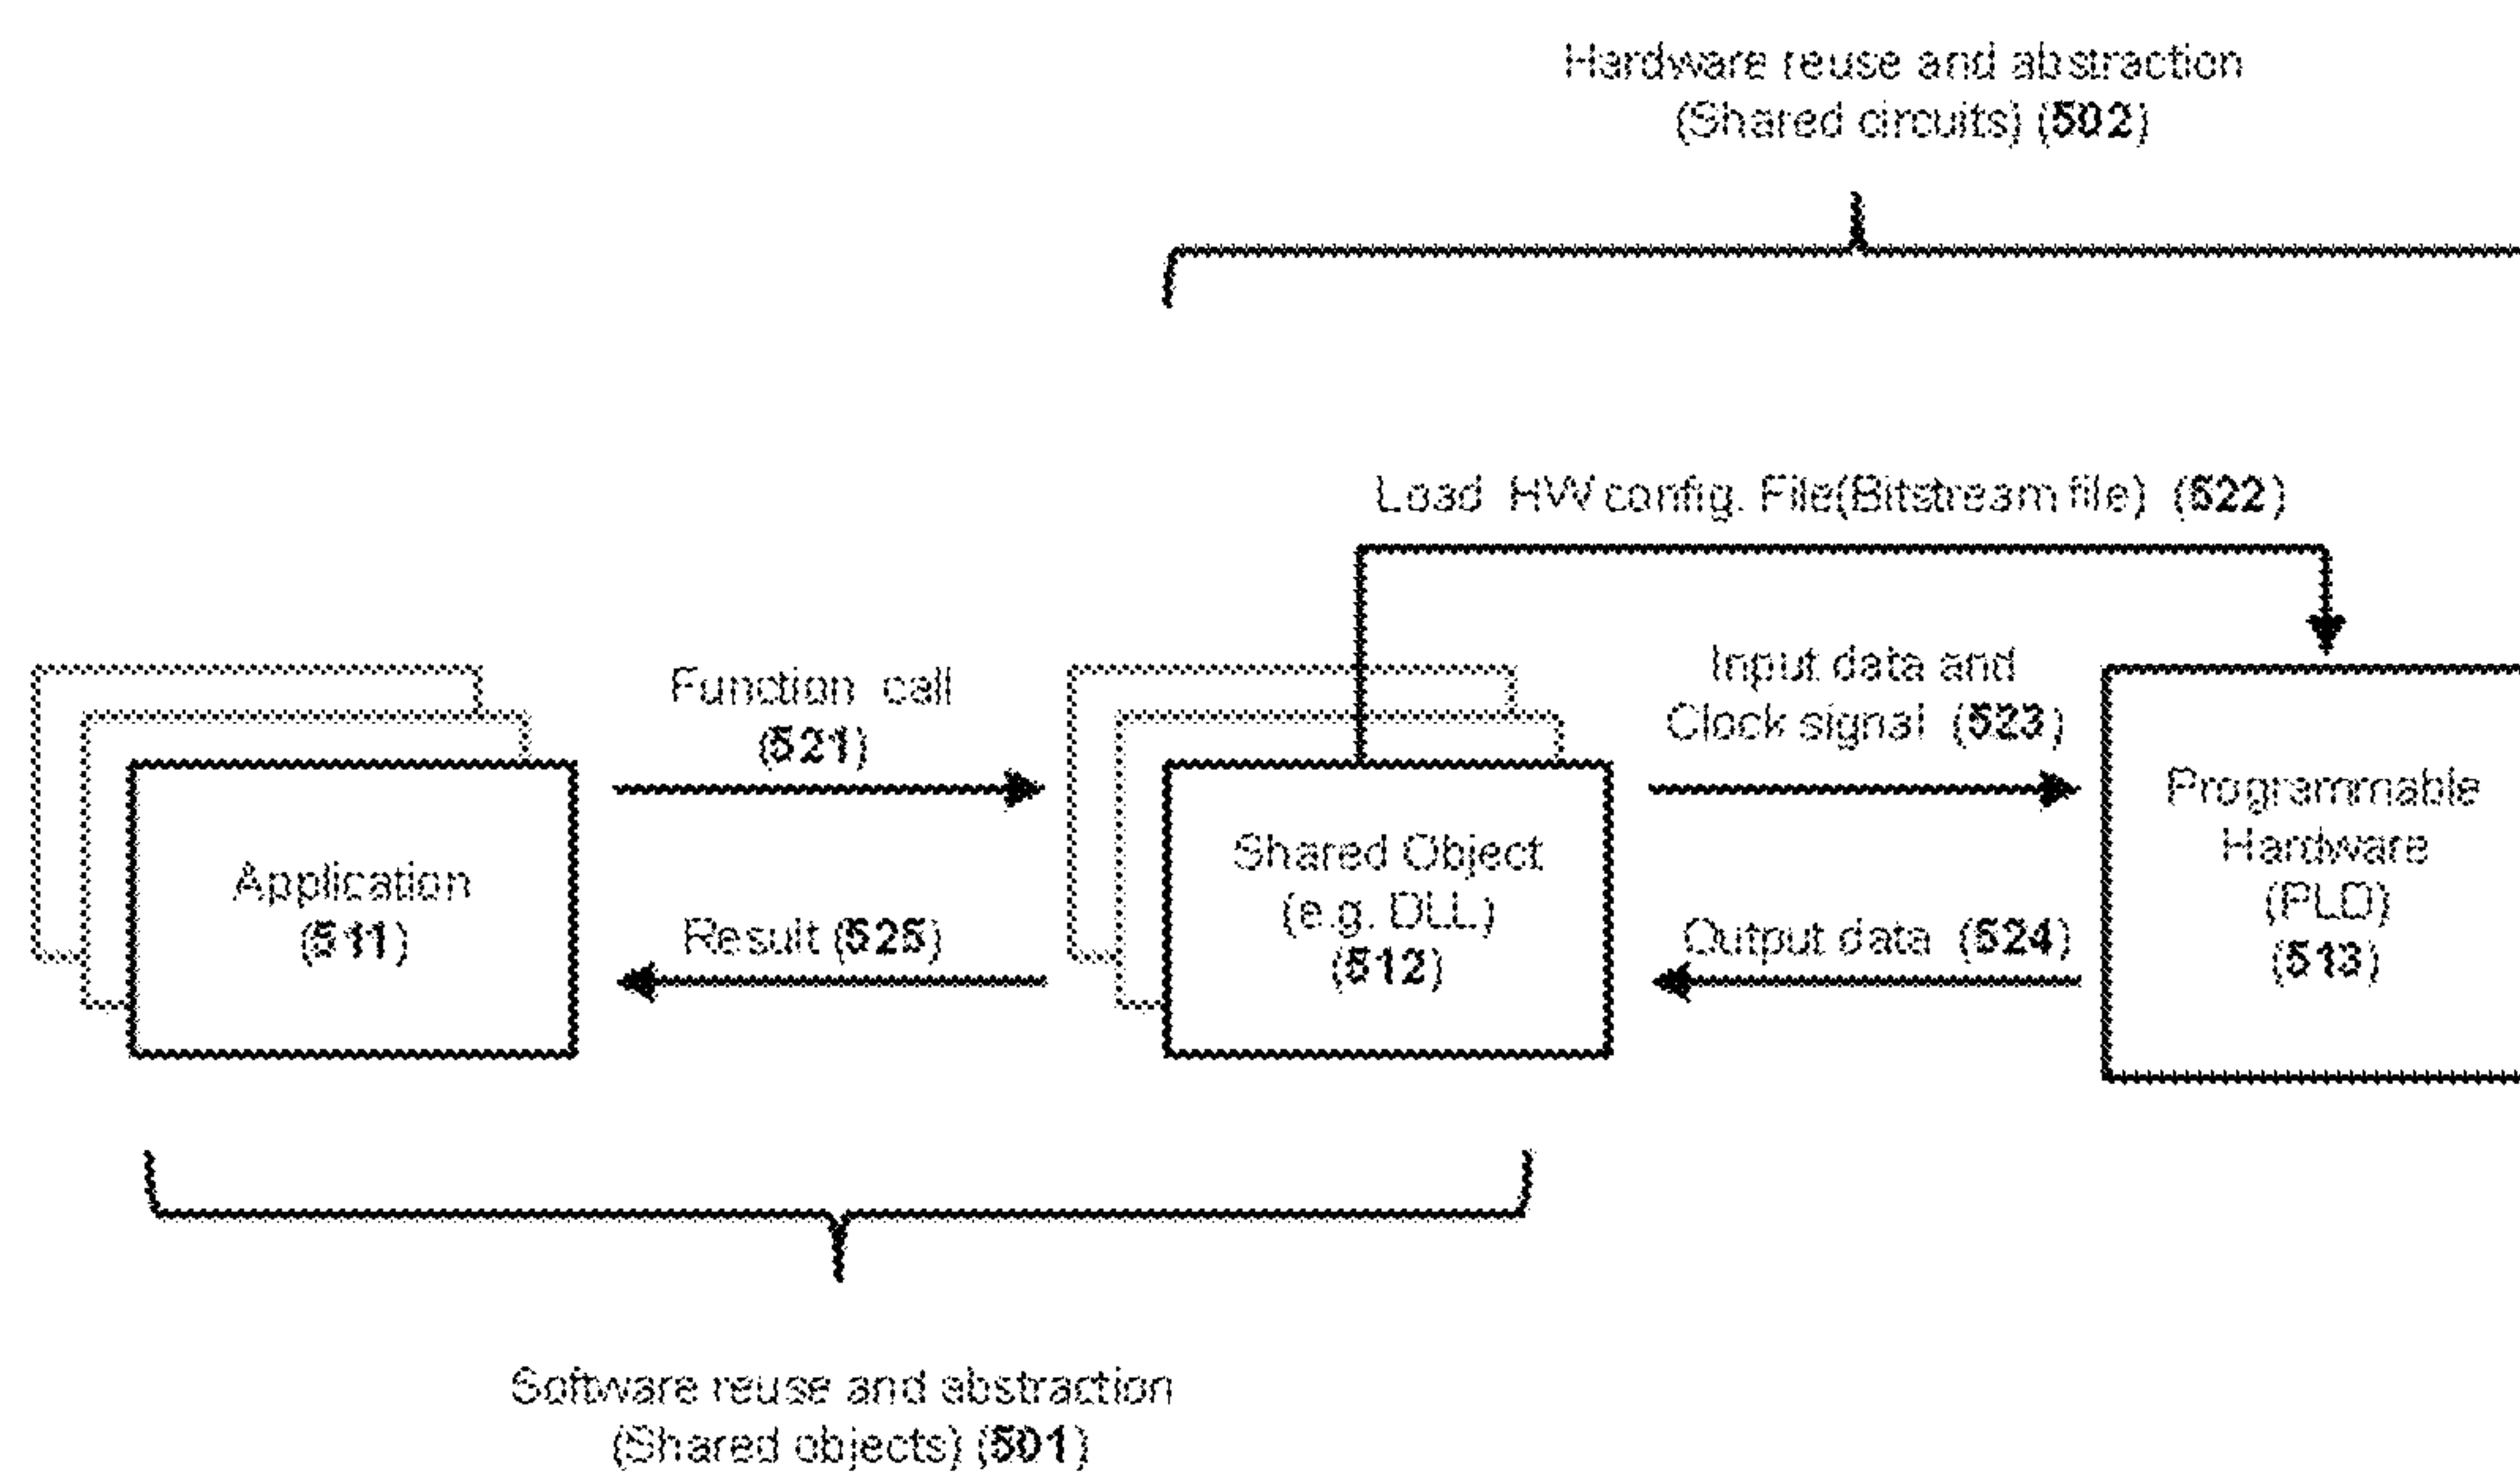 Hardware reuse and abstraction
(Shared circuits) (502)
Load HW config. File(Bitstream file) (522)
Function call
(521)
Input data and
Clock signal (523)
Application
(511)
Shared Object
(e.g. DLL)
(512)
Programmable
Hardware
(PLD)
(513)
Result (525)
Output data (524)
Software reuse and abstraction
(Shared objects) (501)